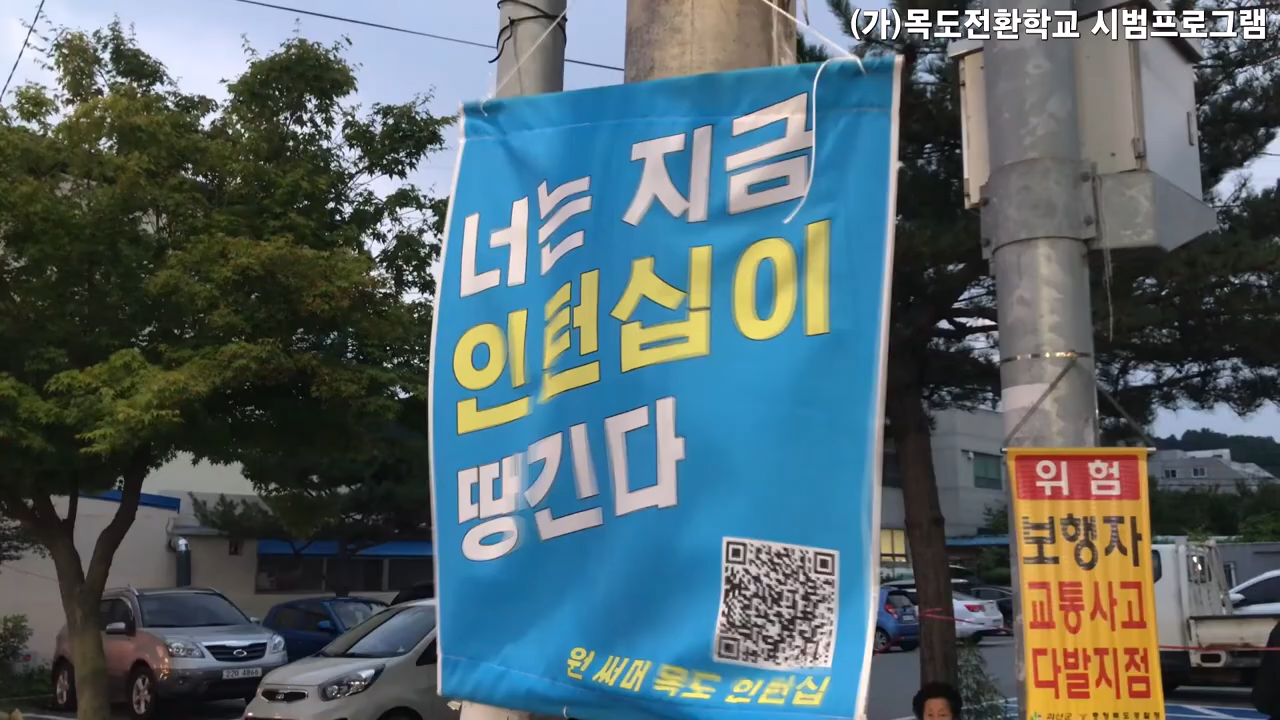 (가)목도전환학교 시범프로그램
너는 지금
인턴십이
땡긴다
원 써머 목도 인턴십
위험
보행자
교통사고
다발지점